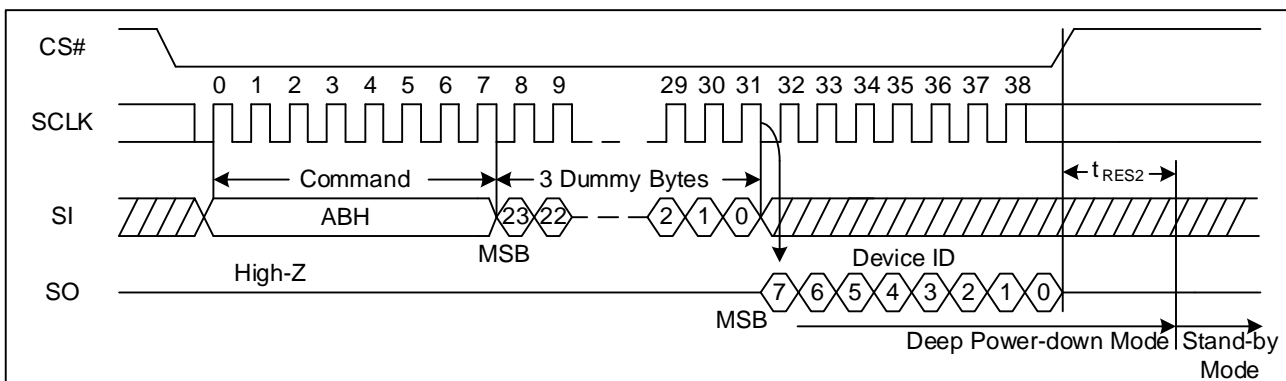 CS#
0 1 2 3 4 5 6 7 8 9 29 30 31 32 33 34 35 36 37 38
SCLK
Command 3 Dummy Bytes tRES2
SI ABH 23 22 2 1 0
MSB
High-Z Device ID
SO 7 6 5 4 3 2 1 0
MSB
Deep Power-down Mode Stand-by
Mode